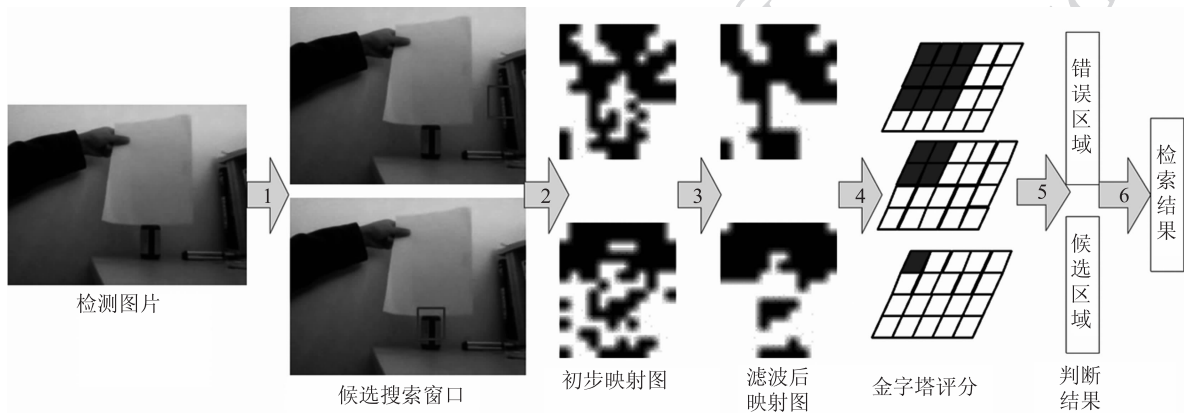 1
2
3
4
5
6
检测图片
候选搜索窗口
初步映射图
滤波后
映射图
金字塔评分
错误区域
候选区域
判断
结果
检索结果